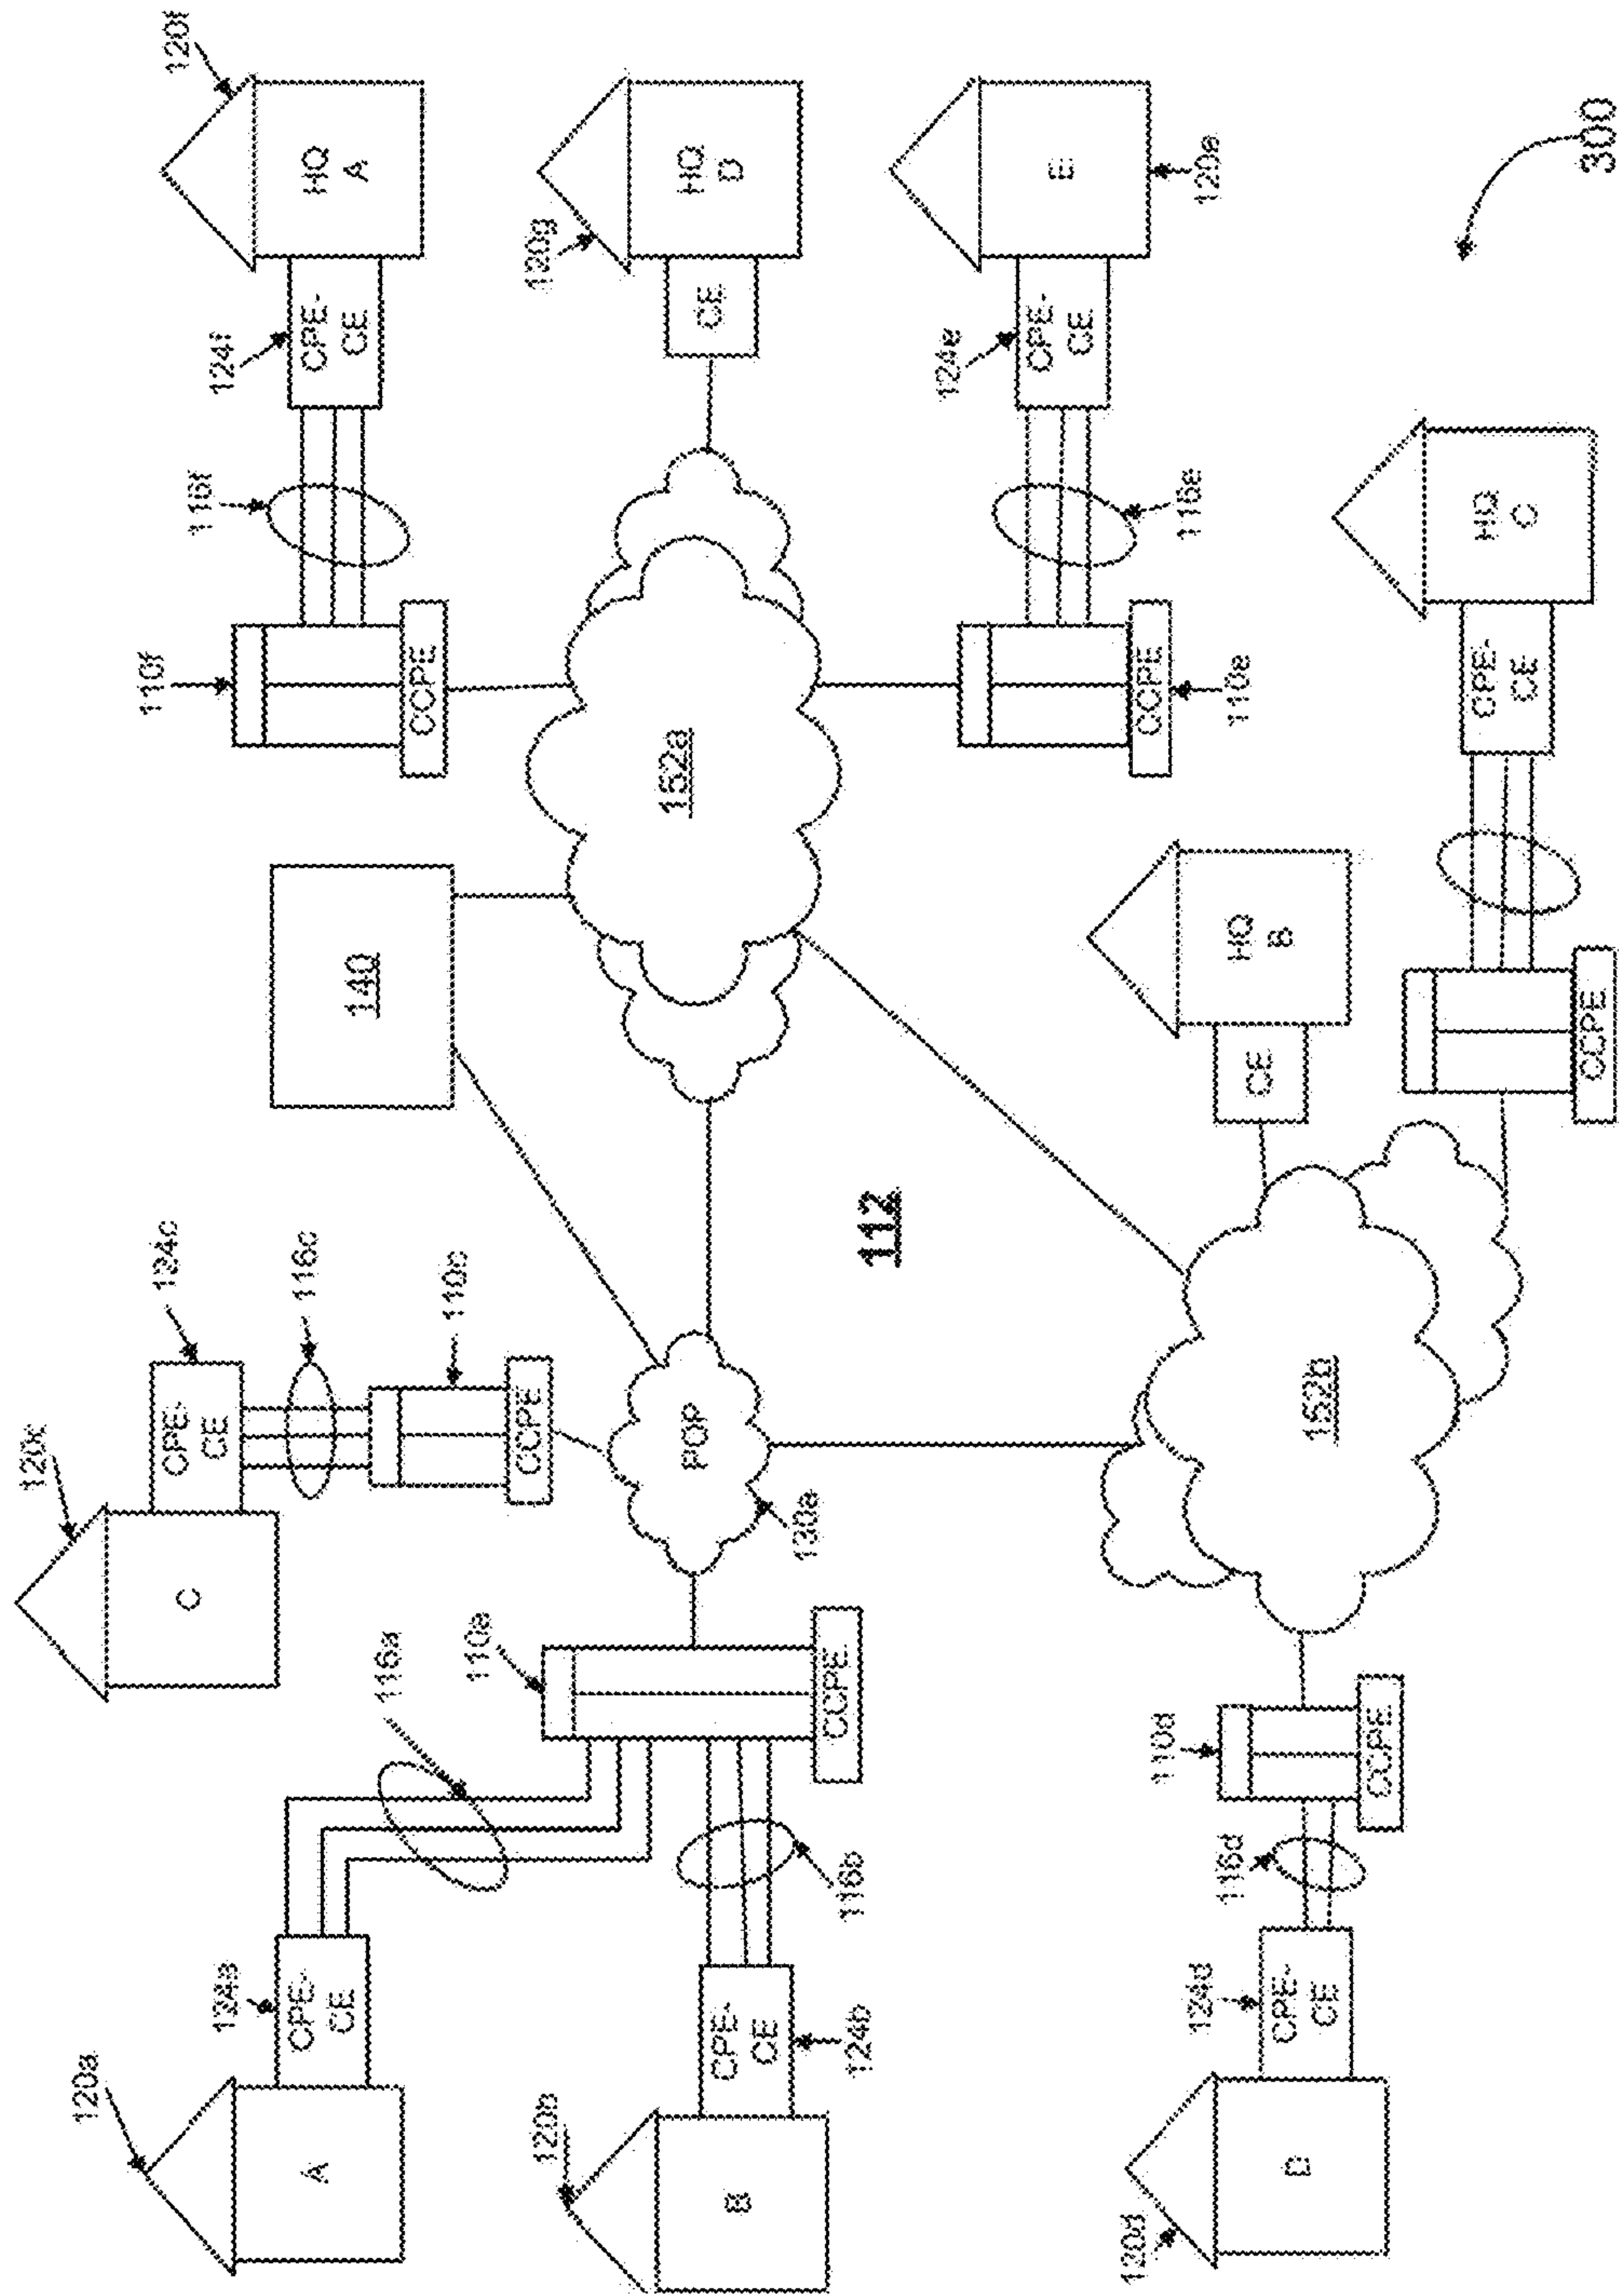 120c
120a
C
CPE-
CE
124c
116c
110c
CCPE
124a
A
CPE-
CE
116a
110a
CCPE
120b
B
CPE-
CE
124b
116b
POP
130a
140
110f
116f
124f
120f
CCPE
CPE-
CE
HQ
A
152a
120g
CE
HQ
D
112
CCPE
110e
116e
124e
CPE-
CE
E
120e
120d
D
124d
CPE-
CE
116d
110d
CCPE
152b
CE
HQ
B
CCPE
CPE-
CE
HQ
C
300